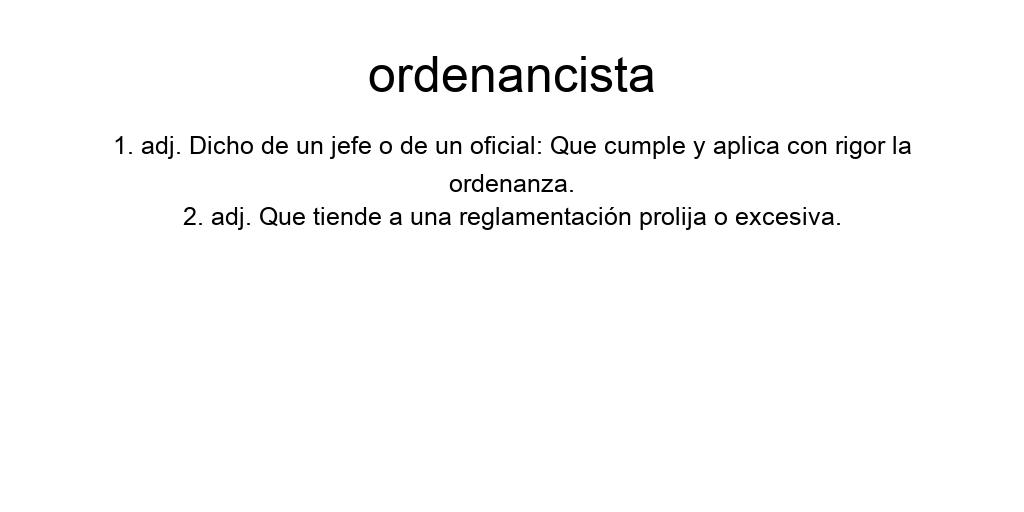 ordenancista
1. adj. Dicho de un jefe o de un oficial: Que cumple y aplica con rigor la
ordenanza.
2. adj. Que tiende a una reglamentación prolija o excesiva.